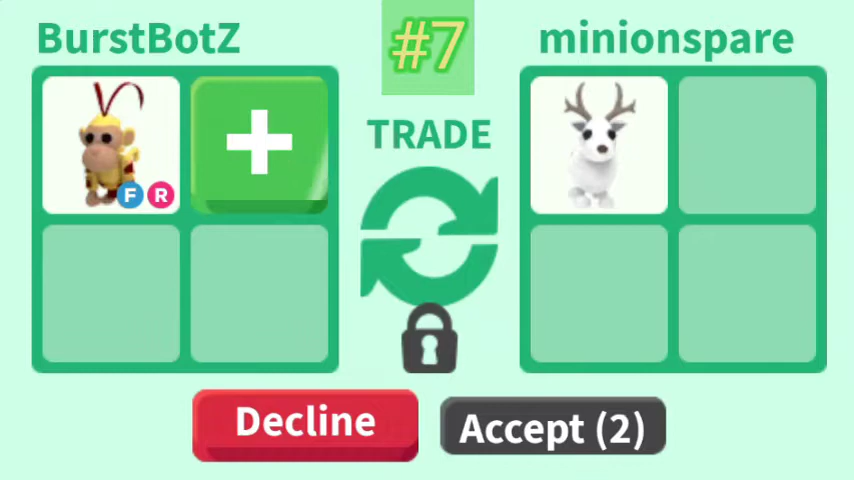 BurstBotZ
#7
minionspare
TRADE
F R
Decline
Accept (2)